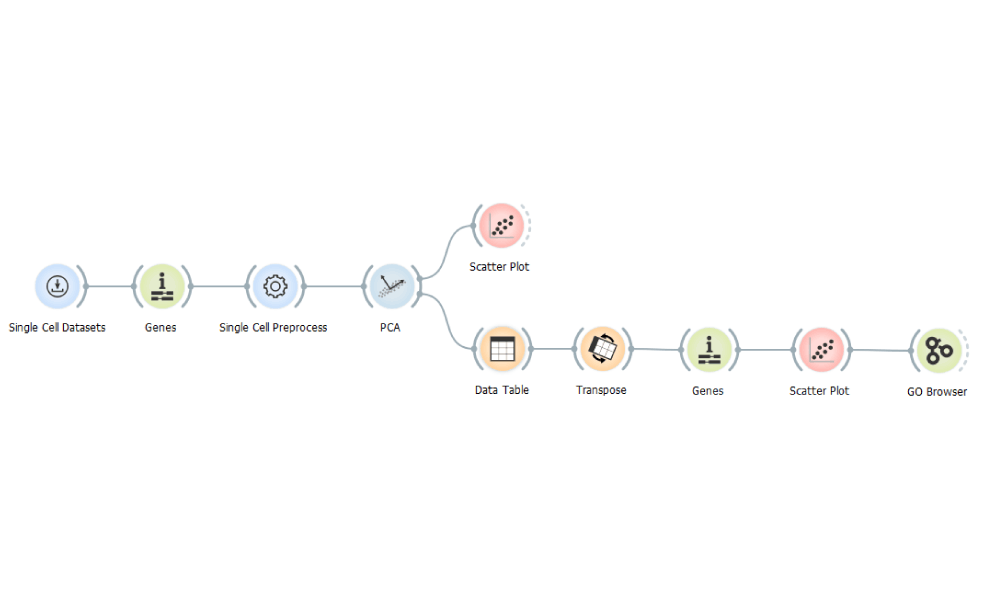 Scatter Plot
Single Cell Datasets
Genes
Single Cell Preprocess
PCA
Data Table
Transpose
Genes
Scatter Plot
GO Browser